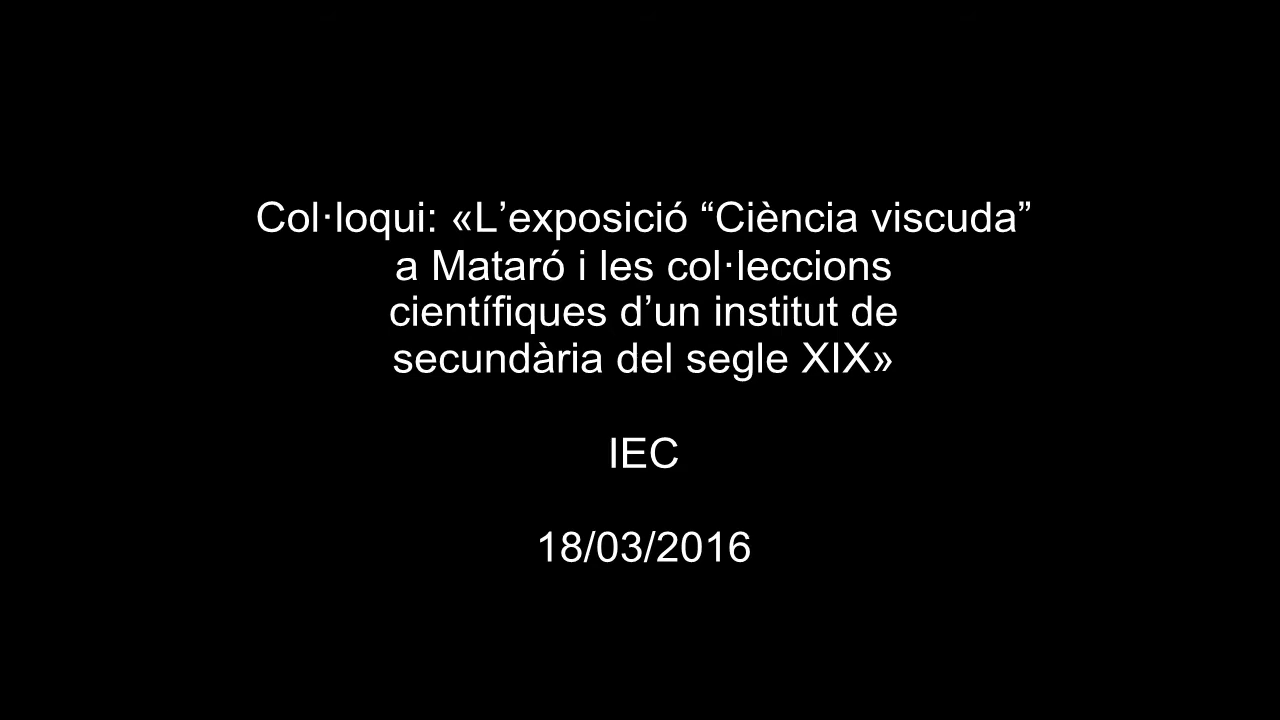 Col·loqui: «L’exposició “Ciència viscuda”
a Mataró i les col·leccions
científiques d’un institut de
secundària del segle XIX»
IEC
18/03/2016